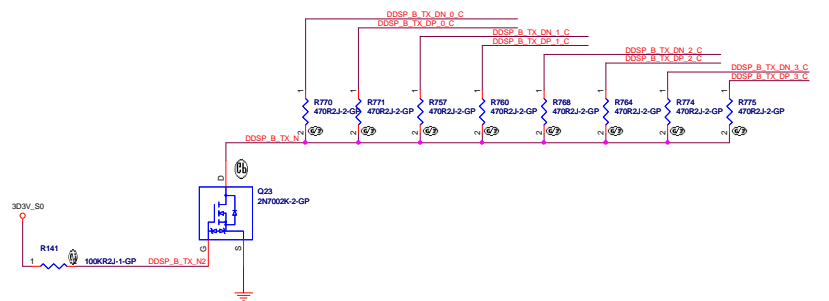 DDSP_B_TX_DN_0_C
DDSP_B_TX_DP_0_C
DDSP_B_TX_DN_1_C
DDSP_B_TX_DP_1_C
DDSP_B_TX_DN_2_C
DDSP_B_TX_DP_2_C
DDSP_B_TX_DN_3_C
DDSP_B_TX_DP_3_C
1 1 1 1 1 1 1 1
R770 R771 R757 R760 R768 R764 R774 R775
470R2J-2-GP 470R2J-2-GP 470R2J-2-GP 470R2J-2-GP 470R2J-2-GP 470R2J-2-GP 470R2J-2-GP 470R2J-2-GP
2 2 2 2 2 2 2 2
DDSP_B_TX_N
D
Q23
2N7002K-2-GP
3D3V_S0
G S
R141
1 100KR2J-1-GP DDSP_B_TX_N2